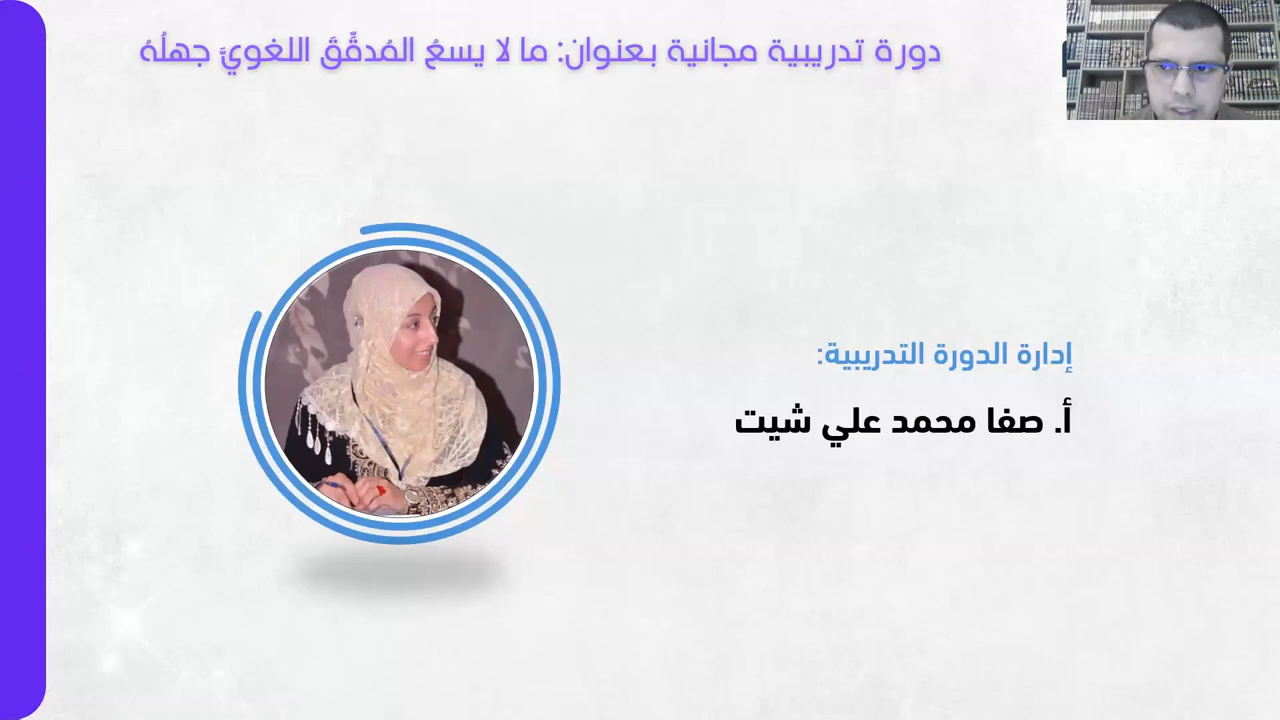 دورة تدريبية مجانية بعنوان: ما لا يسعُ المُدقِّقَ اللغويَّ جهلُهُ
إدارة الدورة التدريبية:
أ. صفا محمد علي شيت